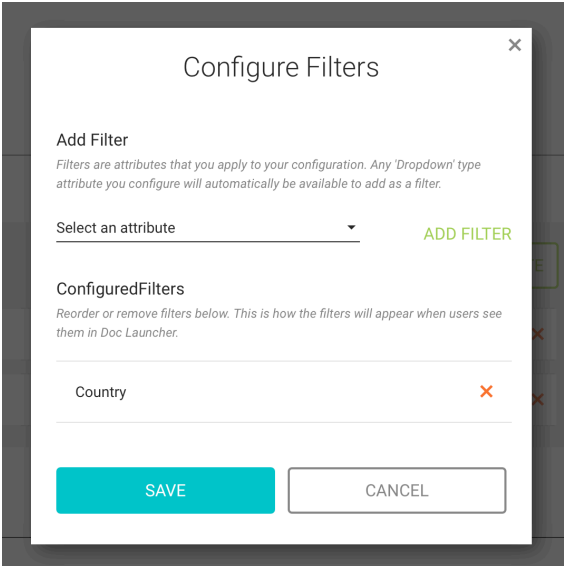 Configure Filters
Add Filter
Filters are attributes that you apply to your configuration. Any 'Dropdown' type
attribute you configure will automatically be available to add as a filter.
Select an attribute
ADD FILTER
ConfiguredFilters
Reorder or remove filters below. This is how the filters will appear when users see
them in Doc Launcher.
Country
SAVE
CANCEL